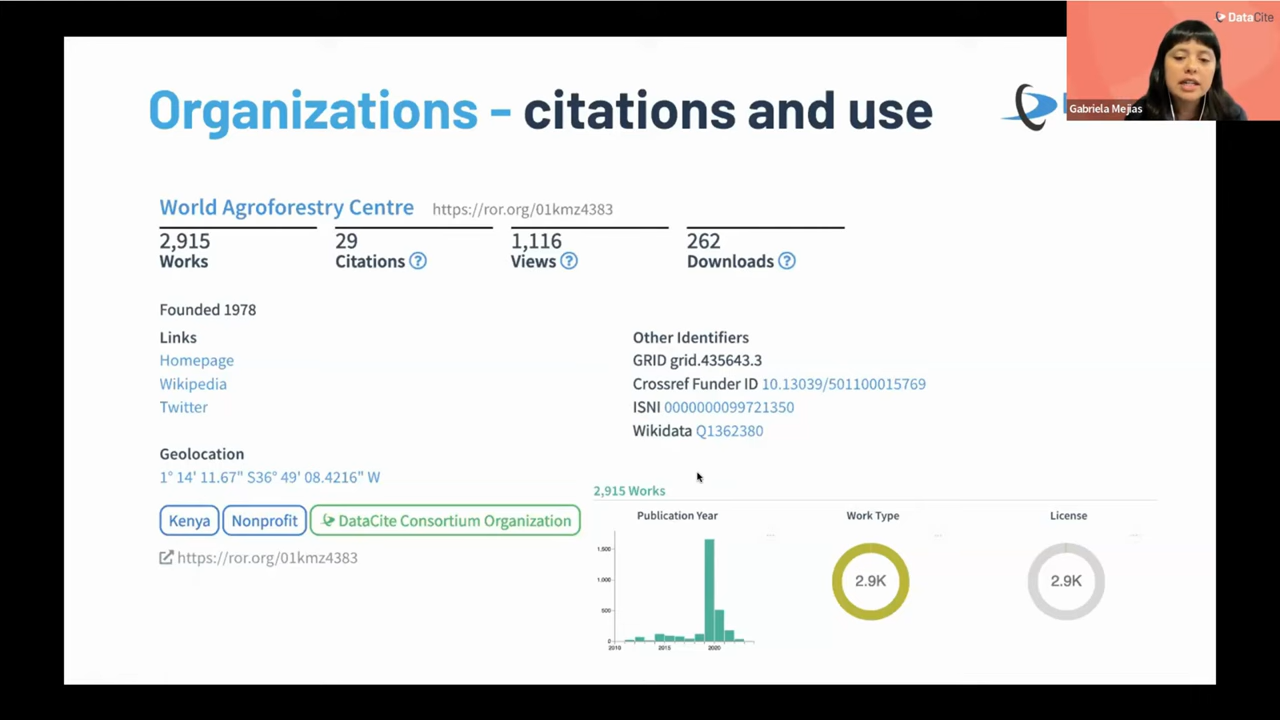 DataCite
Gabriela Mejías
Organizations - citations and use
World Agroforestry Centre https://ror.org/01kmz4383
2,915 29 1,116 262
Works Citations ? Views ? Downloads ?
Founded 1978
Links
Homepage
Wikipedia
Twitter
Other Identifiers
GRID grid.435643.3
Crossref Funder ID 10.13039/501100015769
ISNI 0000000099721350
Wikidata Q1362380
Geolocation
1° 14' 11.67" S36° 49' 08.4216" W
Kenya Nonprofit DataCite Consortium Organization
https://ror.org/01kmz4383
2,915 Works
Publication Year Work Type License
1,500
1,000
500
0
2010 2015 2020
2.9K 2.9K